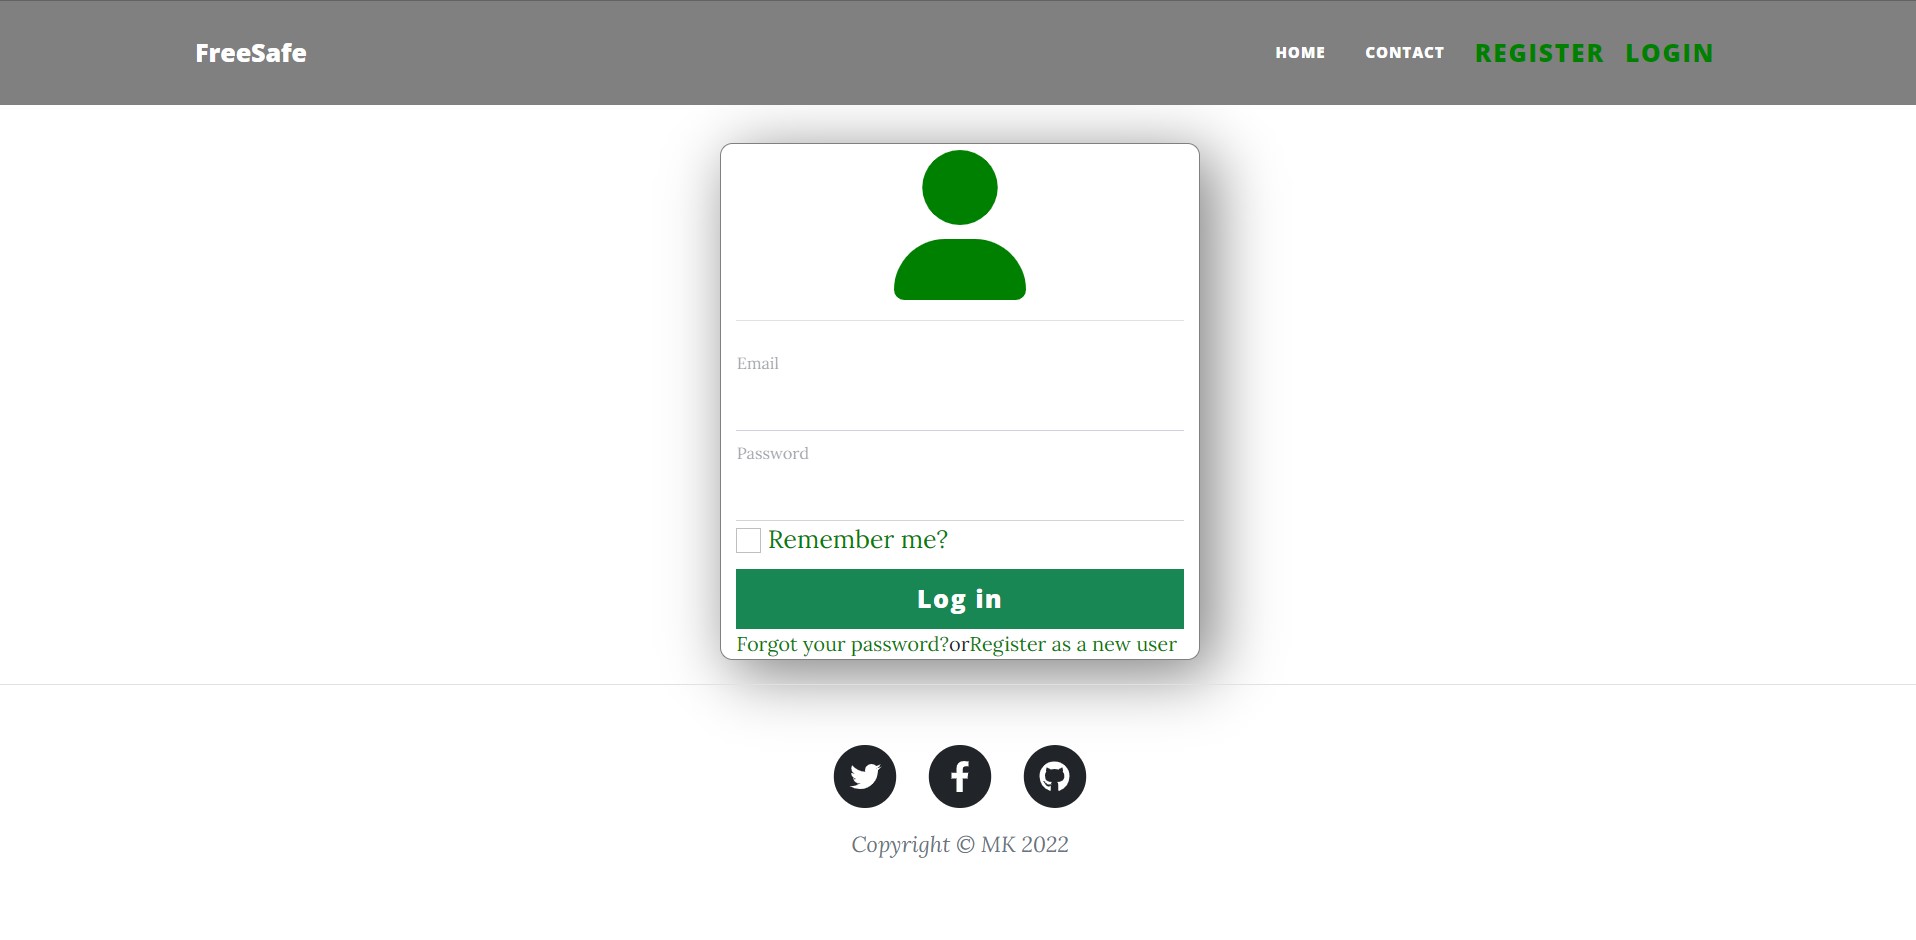 FreeSafe HOME CONTACT REGISTER LOGIN
Email
Password
Remember me?
Log in
Forgot your password?orRegister as a new user
Copyright © MK 2022